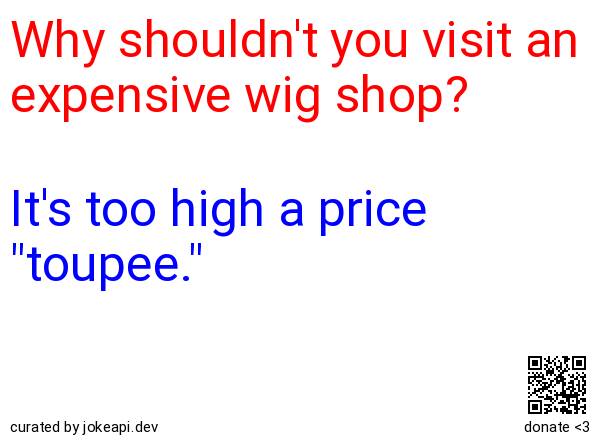 Why shouldn't you visit an
expensive wig shop?
It's too high a price
"toupee."
curated by jokeapi.dev
donate <3